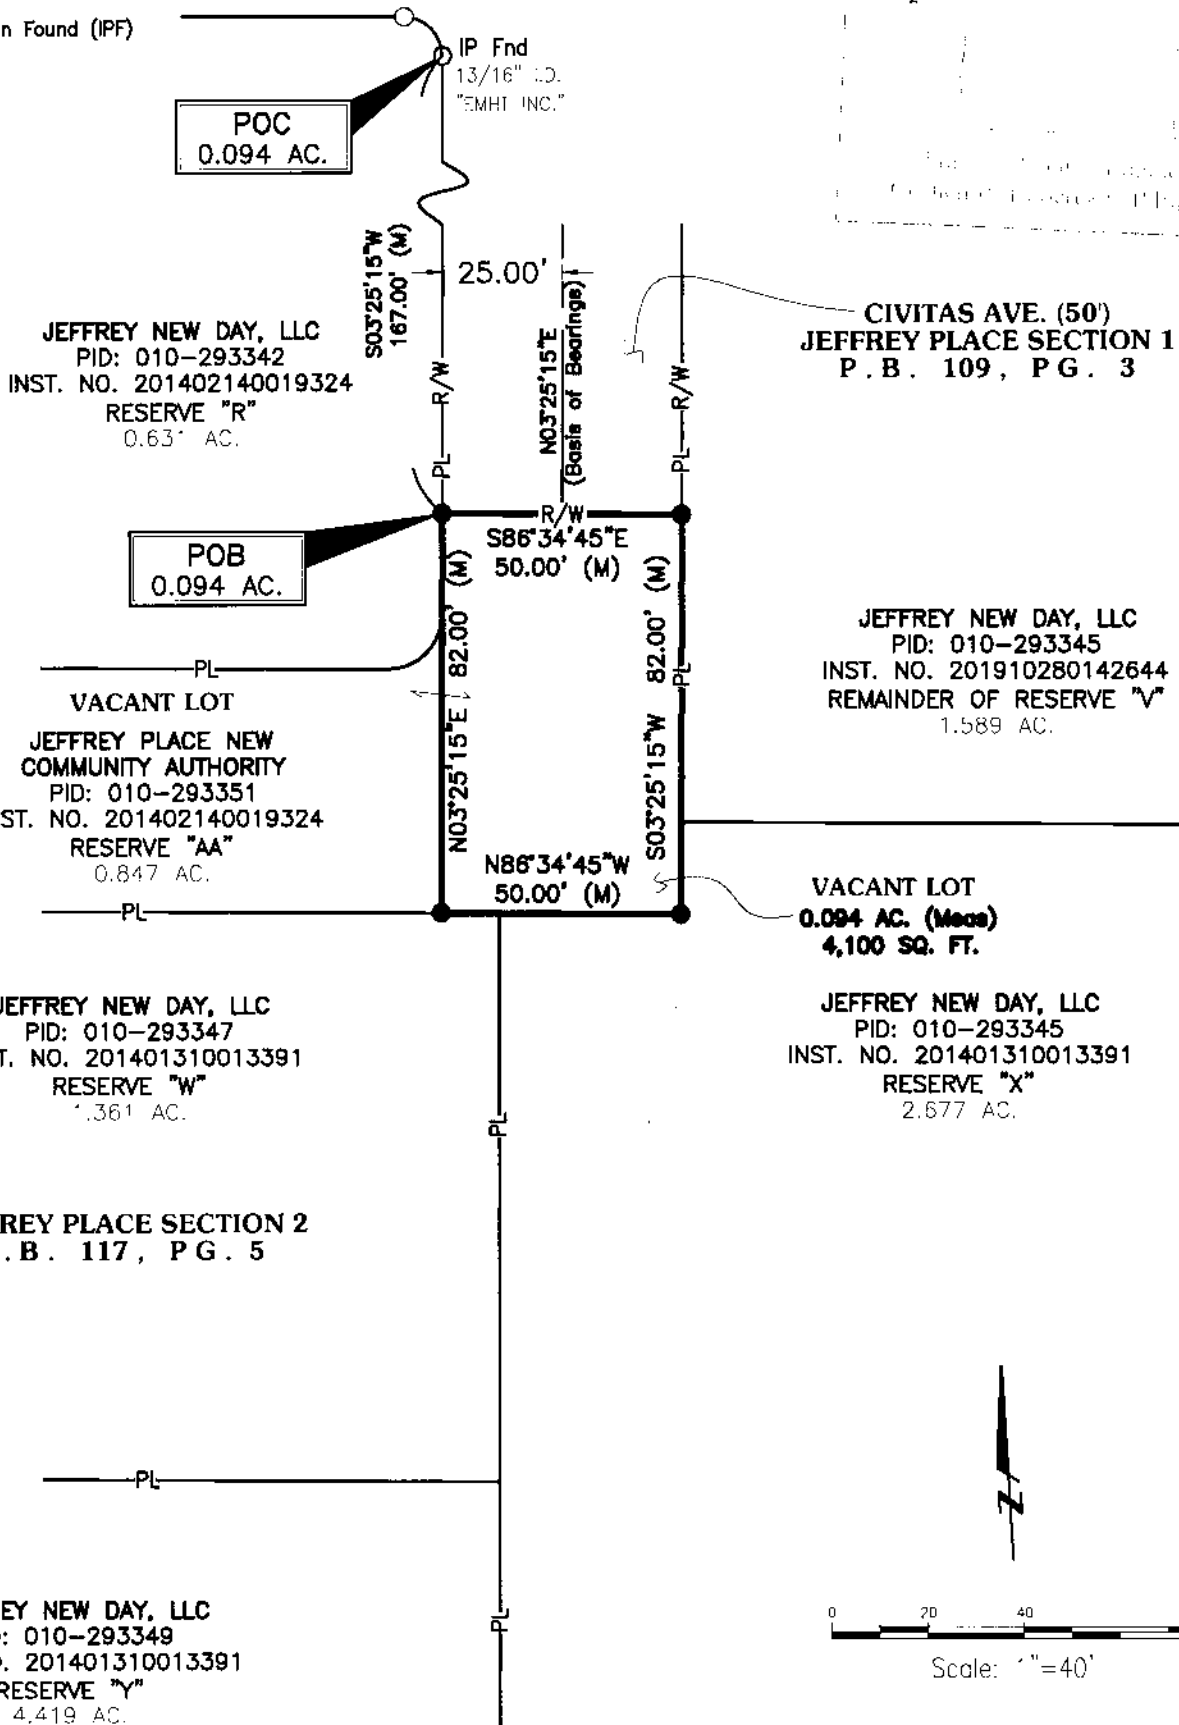 n Found (IPF)
IP Fnd
13/16" I.D.
"EMHT INC."
POC
0.094 AC.
S03°25'15"W
167.00' (M)
25.00'
N03°25'15"E
(Basis of Bearings)
R/W
R/W
PL
PL
CIVITAS AVE. (50')
JEFFREY PLACE SECTION 1
P.B. 109, PG. 3
JEFFREY NEW DAY, LLC
PID: 010-293342
INST. NO. 201402140019324
RESERVE "R"
0.631 AC.
R/W
S86°34'45"E
50.00' (M)
POB
0.094 AC.
N03°25'15"E 82.00' (M)
S03°25'15"W 82.00' (M)
PL
JEFFREY NEW DAY, LLC
PID: 010-293345
INST. NO. 201910280142644
REMAINDER OF RESERVE "V"
1.589 AC.
PL
VACANT LOT
JEFFREY PLACE NEW
COMMUNITY AUTHORITY
PID: 010-293351
ST. NO. 201402140019324
RESERVE "AA"
0.847 AC.
N86°34'45"W
50.00' (M)
PL
VACANT LOT
0.094 AC. (Meas)
4,100 SQ. FT.
JEFFREY NEW DAY, LLC
PID: 010-293347
T. NO. 201401310013391
RESERVE "W"
1.361 AC.
JEFFREY NEW DAY, LLC
PID: 010-293345
INST. NO. 201401310013391
RESERVE "X"
2.677 AC.
PL
REY PLACE SECTION 2
.B. 117, PG. 5
PL
N
EY NEW DAY, LLC
: 010-293349
. 201401310013391
RESERVE "Y"
4.419 AC.
PL
0 20 40
Scale: 1"=40'